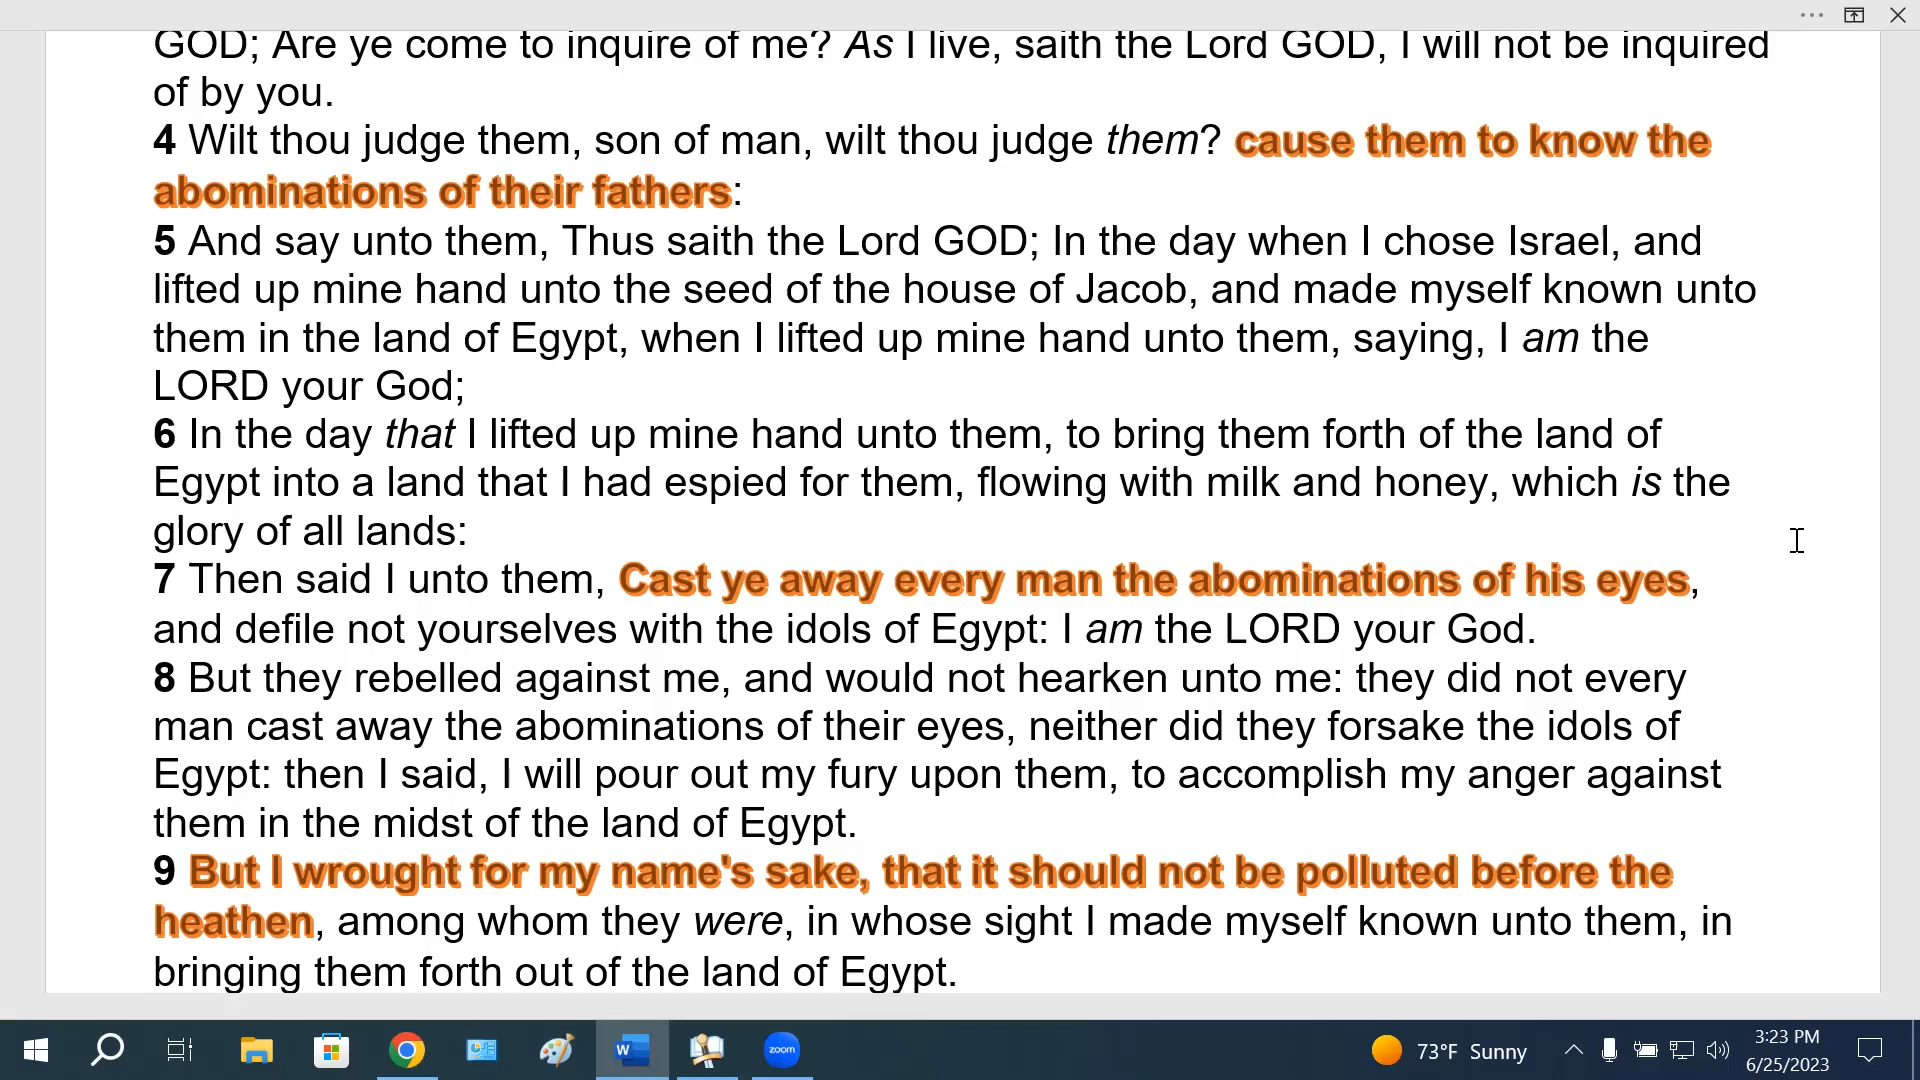 GOD; Are ye come to inquire of me? As I live, saith the Lord GOD, I will not be inquired
of by you.
4 Wilt thou judge them, son of man, wilt thou judge them? cause them to know the
abominations of their fathers:
5 And say unto them, Thus saith the Lord GOD; In the day when I chose Israel, and
lifted up mine hand unto the seed of the house of Jacob, and made myself known unto
them in the land of Egypt, when I lifted up mine hand unto them, saying, I am the
LORD your God;
6 In the day that I lifted up mine hand unto them, to bring them forth of the land of
Egypt into a land that I had espied for them, flowing with milk and honey, which is the
glory of all lands:
7 Then said I unto them, Cast ye away every man the abominations of his eyes,
and defile not yourselves with the idols of Egypt: I am the LORD your God.
8 But they rebelled against me, and would not hearken unto me: they did not every
man cast away the abominations of their eyes, neither did they forsake the idols of
Egypt: then I said, I will pour out my fury upon them, to accomplish my anger against
them in the midst of the land of Egypt.
9 But I wrought for my name's sake, that it should not be polluted before the
heathen, among whom they were, in whose sight I made myself known unto them, in
bringing them forth out of the land of Egypt.
W
zoom
73°F Sunny
3:23 PM
6/25/2023